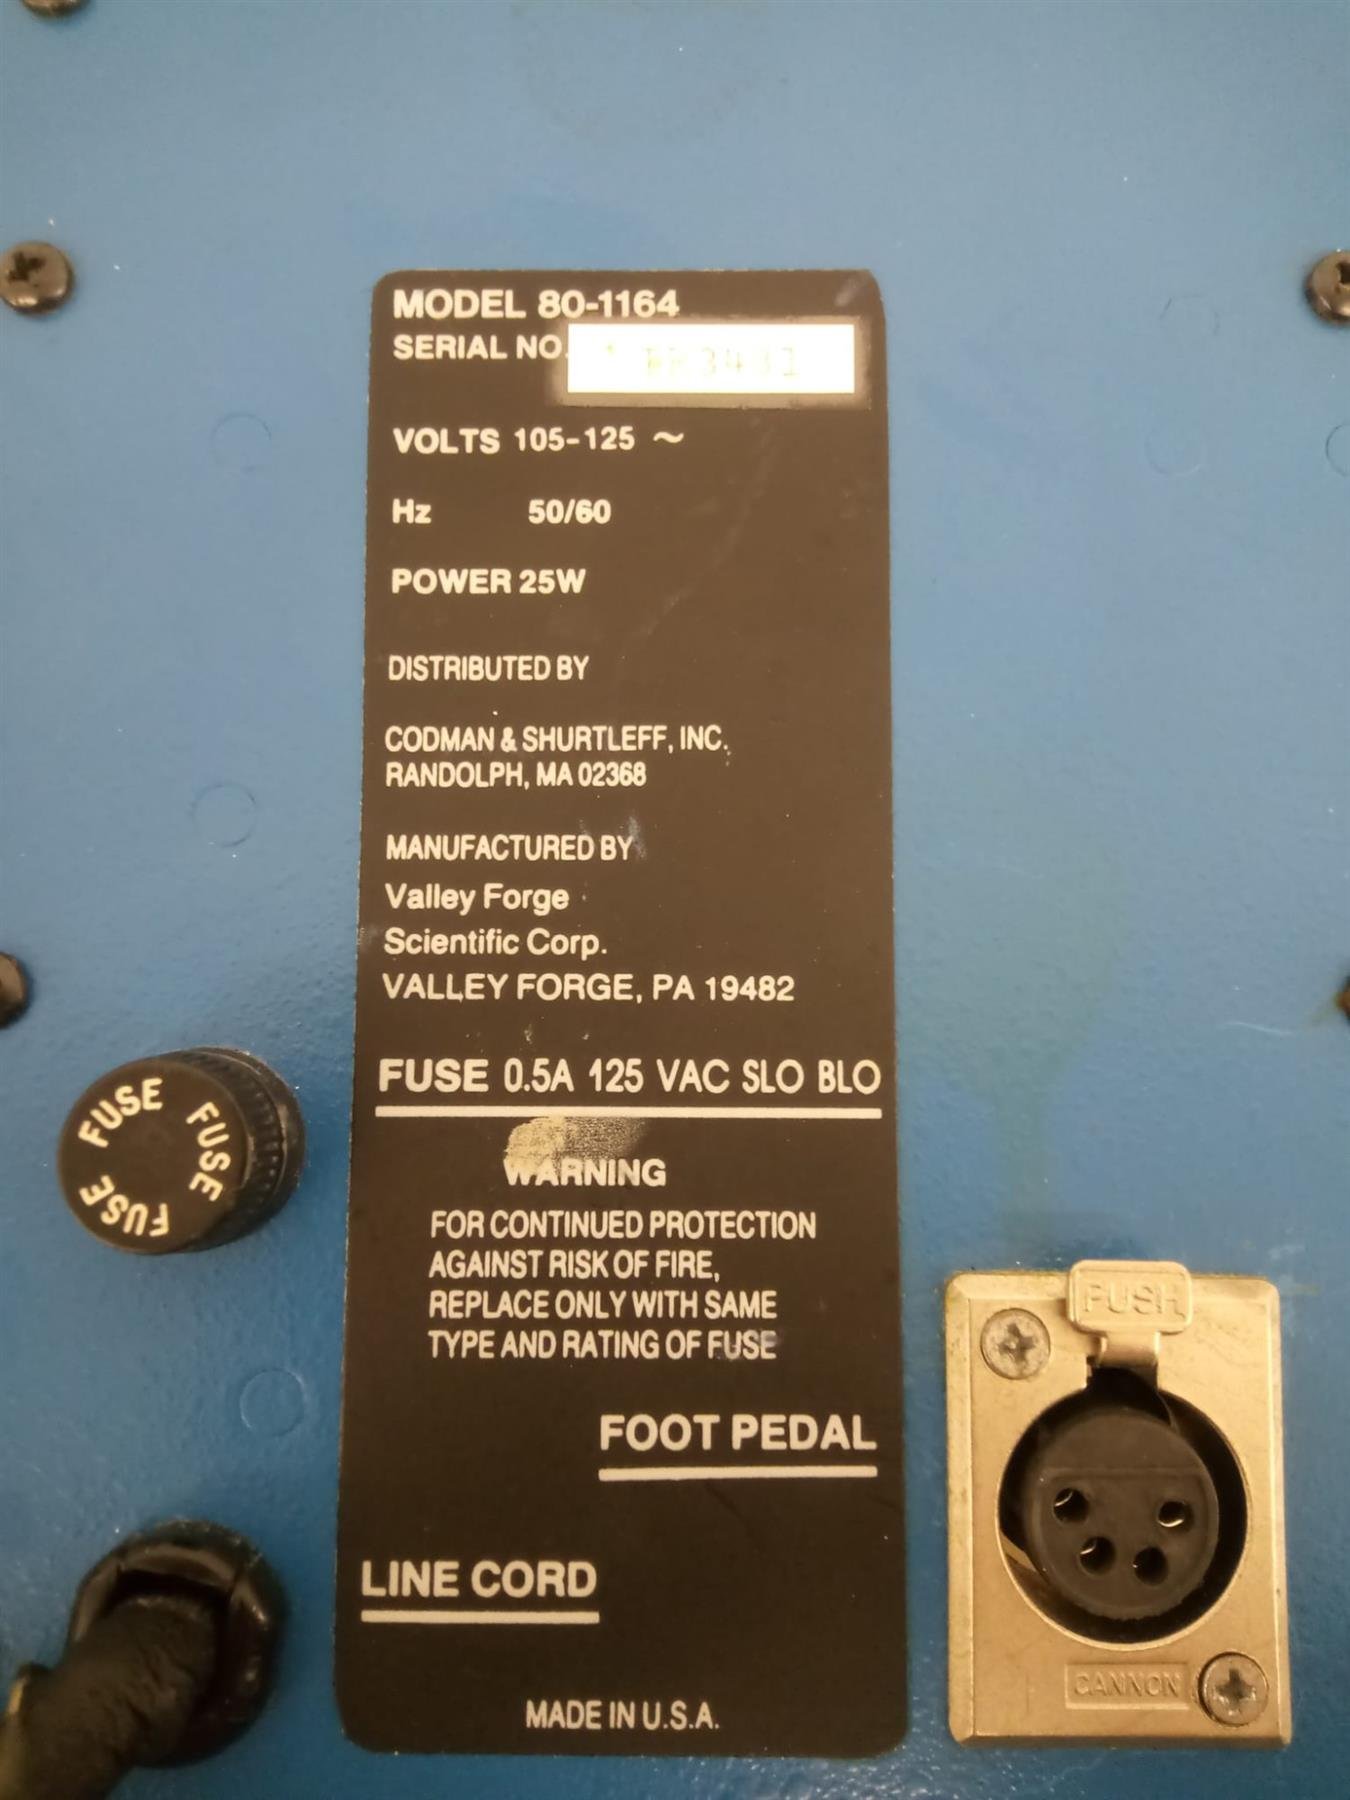 MODEL 80-1164
SERIAL NO.
VOLTS 105-125 ~
Hz 50/60
POWER 25W
DISTRIBUTED BY
CODMAN & SHURTLEFF, INC.
RANDOLPH, MA 02368
MANUFACTURED BY
Valley Forge
Scientific Corp.
VALLEY FORGE, PA 19482
FUSE 0.5A 125 VAC SLO BLO
WARNING
FOR CONTINUED PROTECTION
AGAINST RISK OF FIRE,
REPLACE ONLY WITH SAME
TYPE AND RATING OF FUSE
FOOT PEDAL
LINE CORD
MADE IN U.S.A.
FUSE FUSE FUSE
PUSH
CANNON